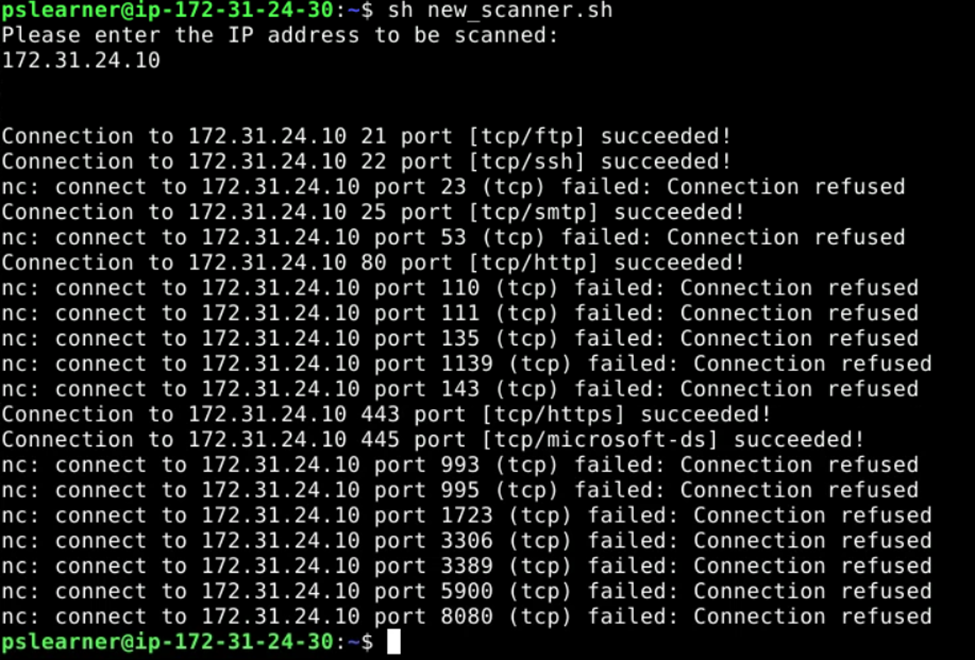 pslearner@ip-172-31-24-30:~$ sh new_scanner.sh
Please enter the IP address to be scanned:
172.31.24.10
Connection to 172.31.24.10 21 port [tcp/ftp] succeeded!
Connection to 172.31.24.10 22 port [tcp/ssh] succeeded!
nc: connect to 172.31.24.10 port 23 (tcp) failed: Connection refused
Connection to 172.31.24.10 25 port [tcp/smtp] succeeded!
nc: connect to 172.31.24.10 port 53 (tcp) failed: Connection refused
Connection to 172.31.24.10 80 port [tcp/http] succeeded!
nc: connect to 172.31.24.10 port 110 (tcp) failed: Connection refused
nc: connect to 172.31.24.10 port 111 (tcp) failed: Connection refused
nc: connect to 172.31.24.10 port 135 (tcp) failed: Connection refused
nc: connect to 172.31.24.10 port 1139 (tcp) failed: Connection refused
nc: connect to 172.31.24.10 port 143 (tcp) failed: Connection refused
Connection to 172.31.24.10 443 port [tcp/https] succeeded!
Connection to 172.31.24.10 445 port [tcp/microsoft-ds] succeeded!
nc: connect to 172.31.24.10 port 993 (tcp) failed: Connection refused
nc: connect to 172.31.24.10 port 995 (tcp) failed: Connection refused
nc: connect to 172.31.24.10 port 1723 (tcp) failed: Connection refused
nc: connect to 172.31.24.10 port 3306 (tcp) failed: Connection refused
nc: connect to 172.31.24.10 port 3389 (tcp) failed: Connection refused
nc: connect to 172.31.24.10 port 5900 (tcp) failed: Connection refused
nc: connect to 172.31.24.10 port 8080 (tcp) failed: Connection refused
pslearner@ip-172-31-24-30:~$